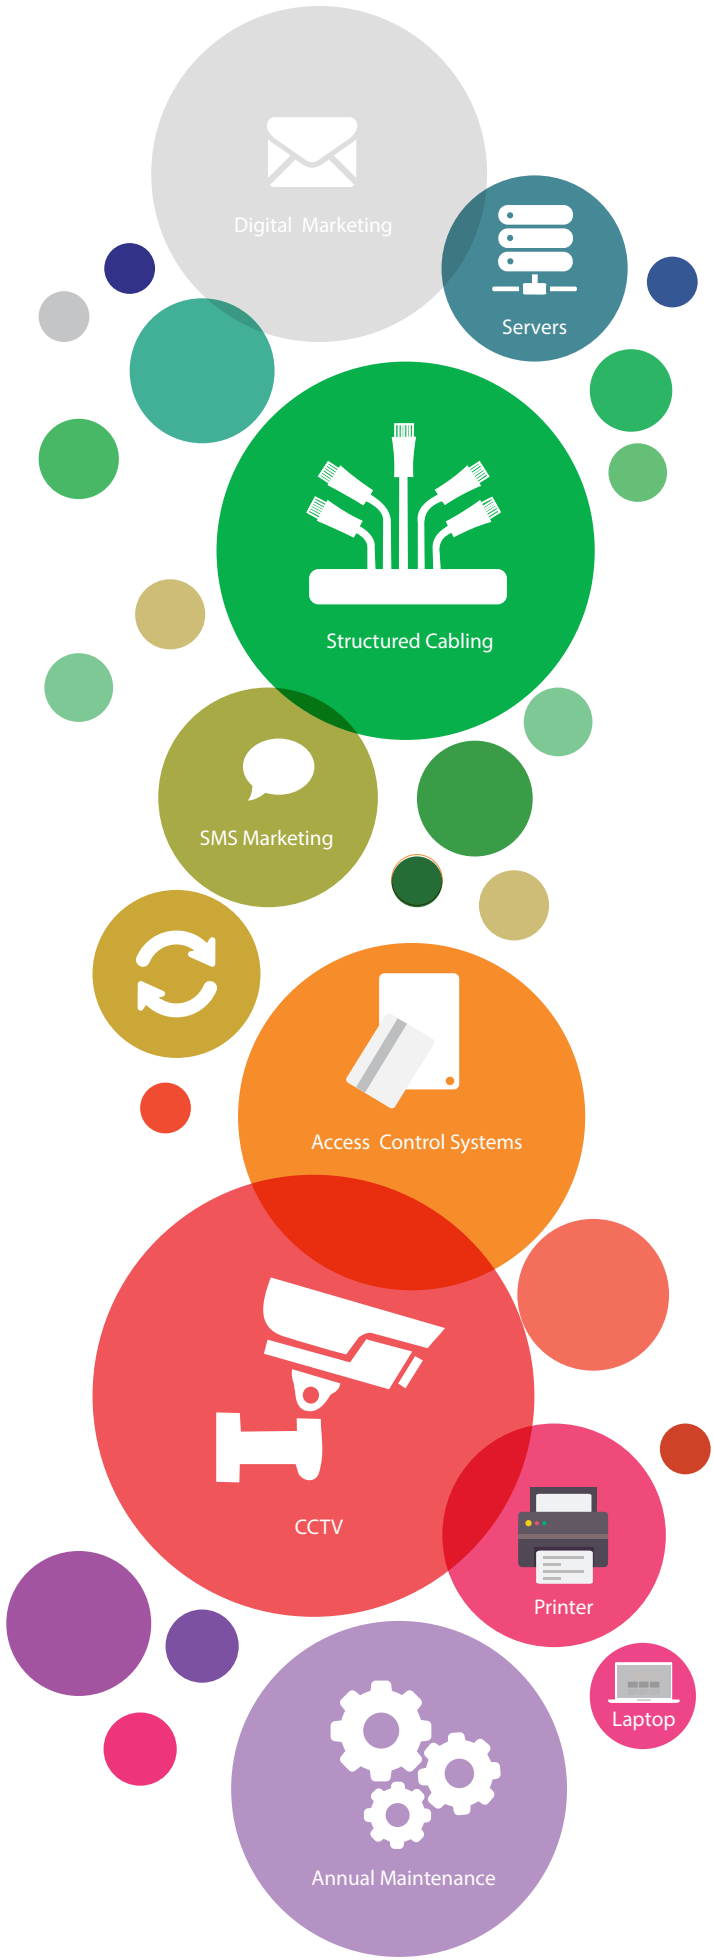 Digital Marketing
Servers
Structured Cabling
SMS Marketing
Access Control Systems
CCTV
Printer
Laptop
Annual Maintenance